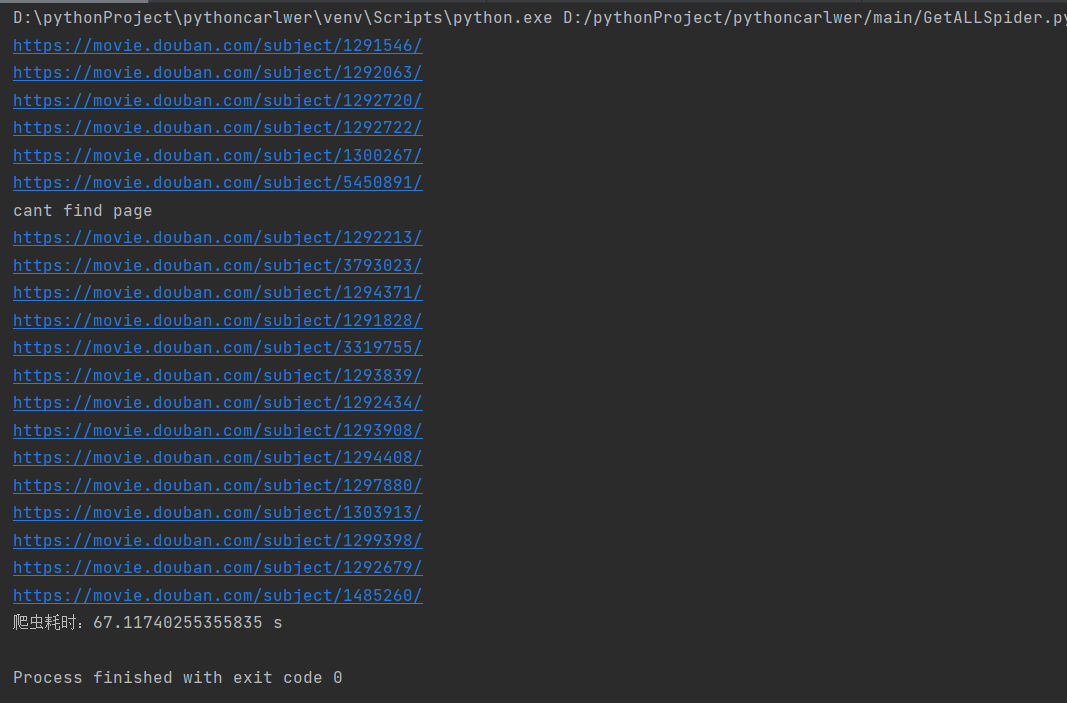 D:\pythonProject\pythoncarlwer\venv\Scripts\python.exe D:/pythonProject/pythoncarlwer/main/GetALLSpider.py
https://movie.douban.com/subject/1291546/
https://movie.douban.com/subject/1292063/
https://movie.douban.com/subject/1292720/
https://movie.douban.com/subject/1292722/
https://movie.douban.com/subject/1300267/
https://movie.douban.com/subject/5450891/
cant find page
https://movie.douban.com/subject/1292213/
https://movie.douban.com/subject/3793023/
https://movie.douban.com/subject/1294371/
https://movie.douban.com/subject/1291828/
https://movie.douban.com/subject/3319755/
https://movie.douban.com/subject/1293839/
https://movie.douban.com/subject/1292434/
https://movie.douban.com/subject/1293908/
https://movie.douban.com/subject/1294408/
https://movie.douban.com/subject/1297880/
https://movie.douban.com/subject/1303913/
https://movie.douban.com/subject/1299398/
https://movie.douban.com/subject/1292679/
https://movie.douban.com/subject/1485260/
爬虫耗时：67.11740255355835 s
Process finished with exit code 0